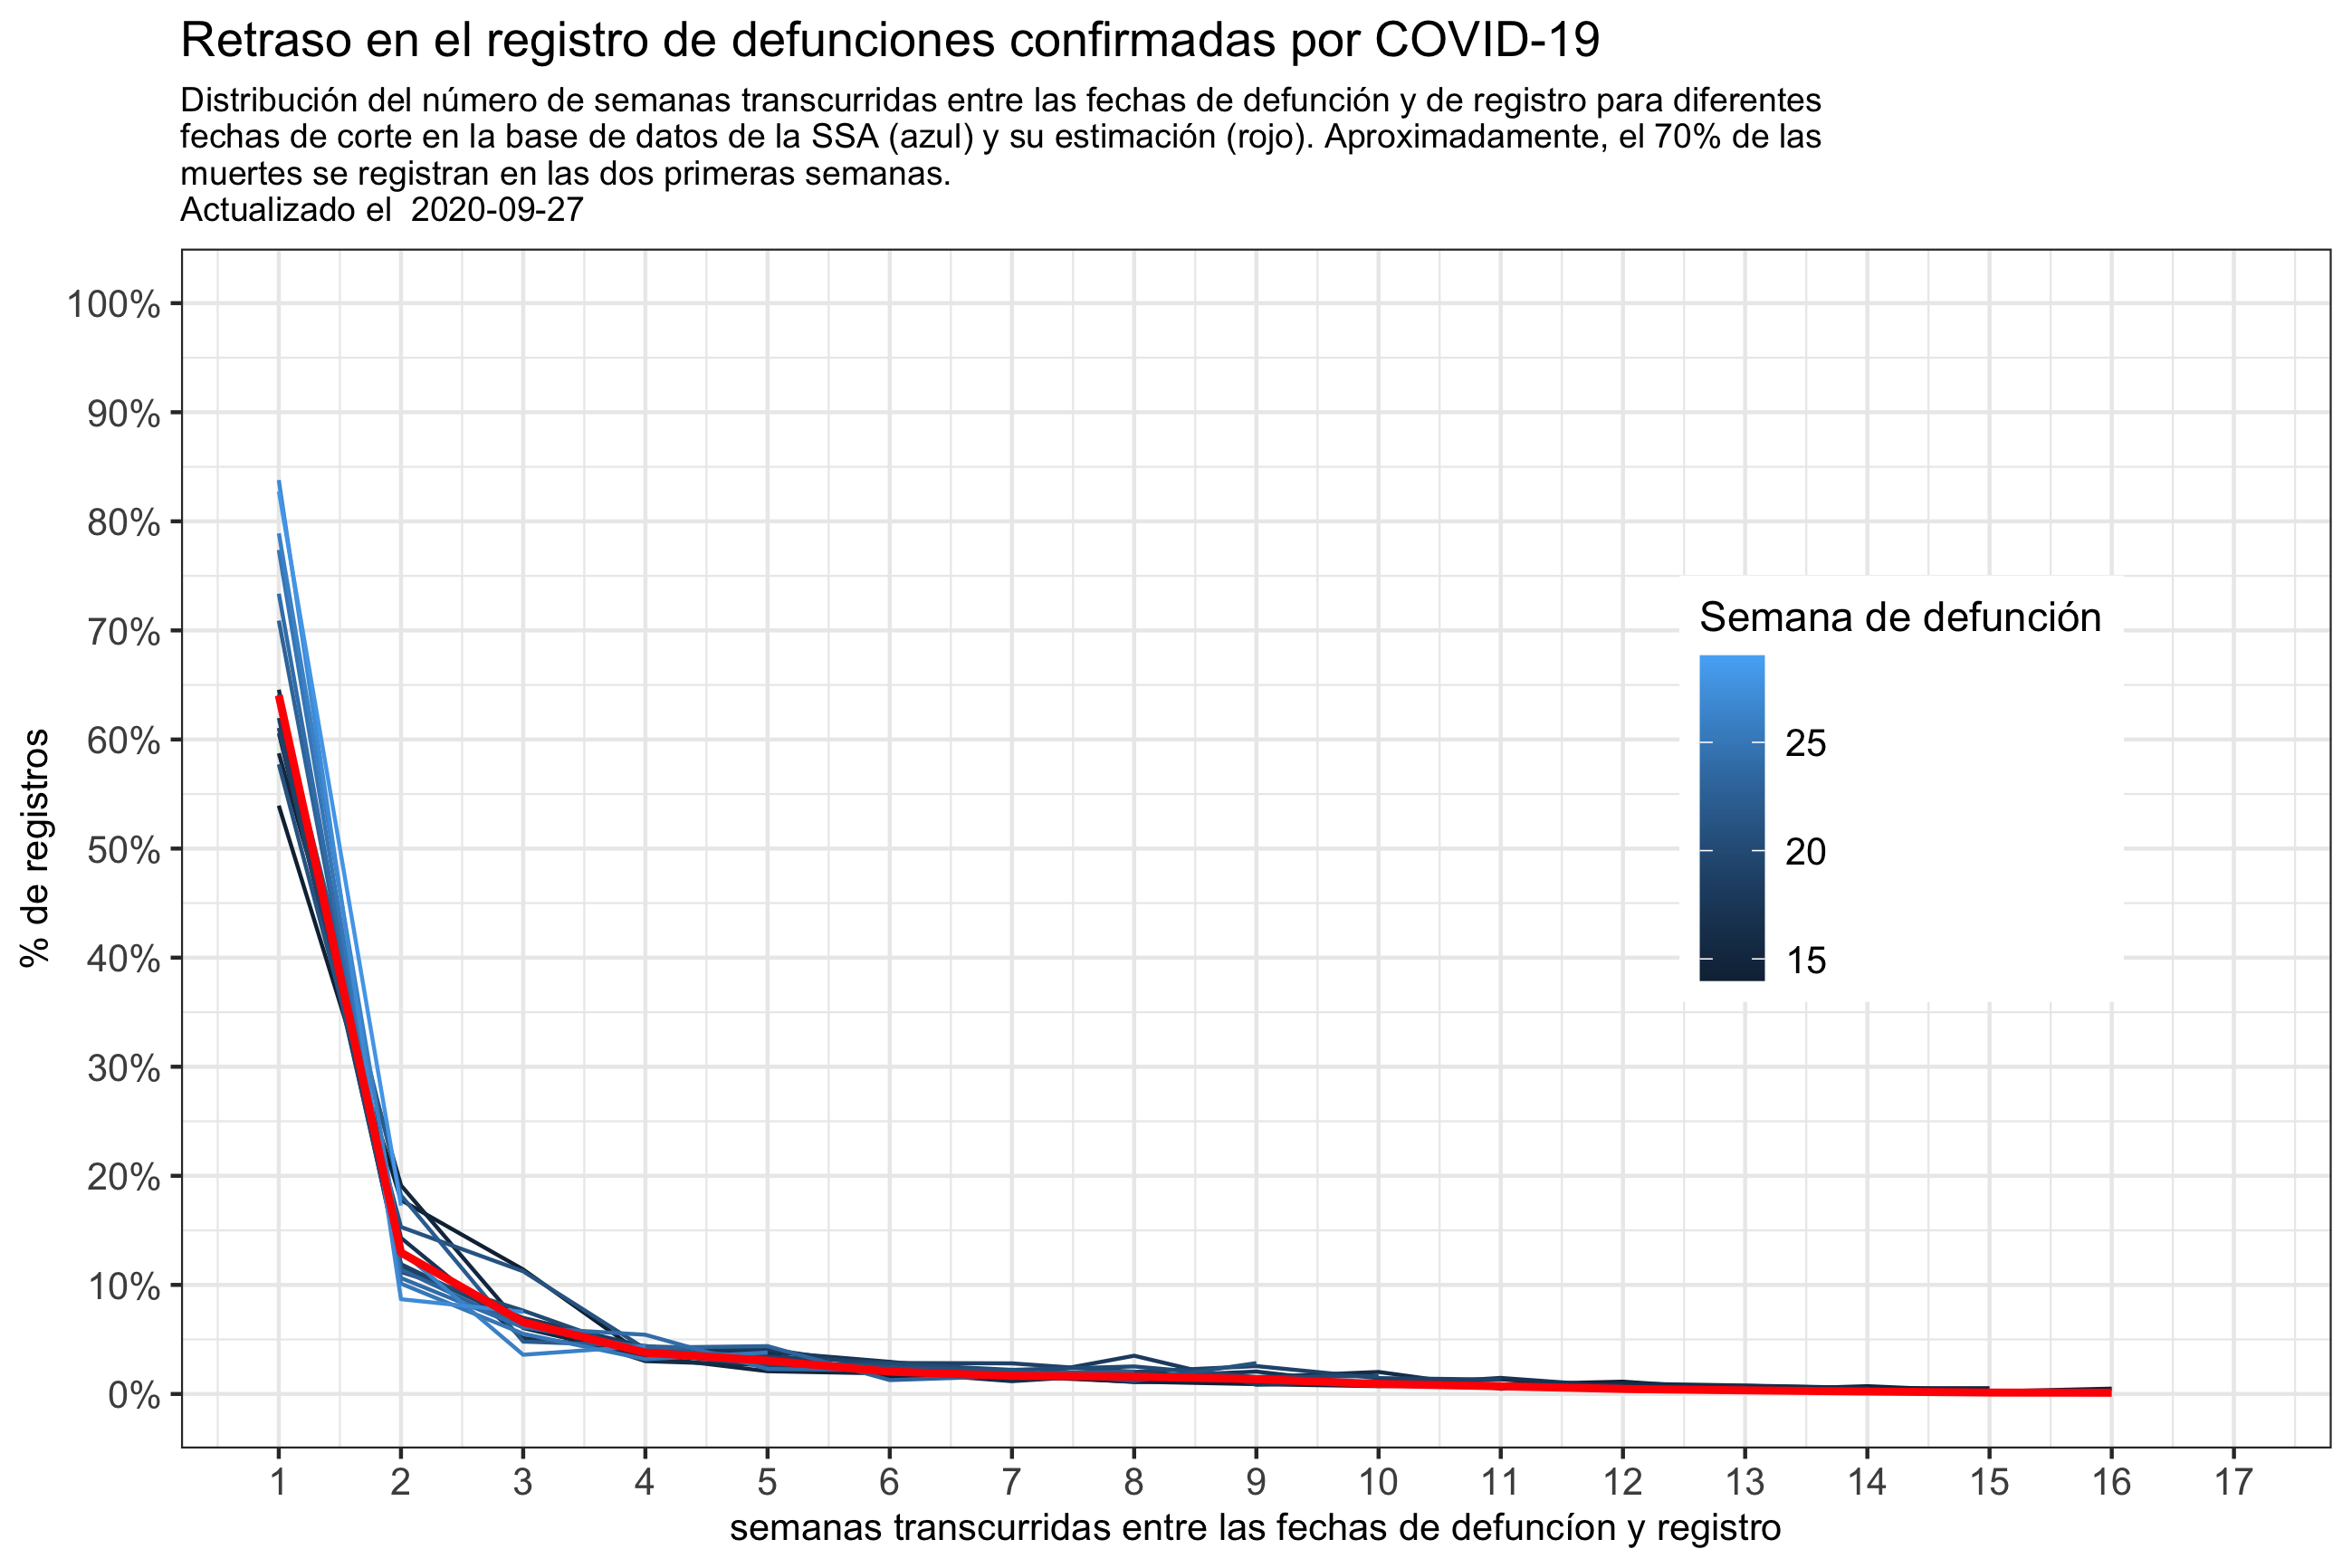 Retraso en el registro de defunciones confirmadas por COVID-19
Distribución del número de semanas transcurridas entre las fechas de defunción y de registro para diferentes
fechas de corte en la base de datos de la SSA (azul) y su estimación (rojo). Aproximadamente, el 70% de las
muertes se registran en las dos primeras semanas.
Actualizado el  2020-09-27
100%
90%
80%
70%
60%
50%
40%
30%
20%
10%
0%
% de registros
Semana de defunción
25
20
15
1 2 3 4 5 6 7 8 9 10 11 12 13 14 15 16 17
semanas transcurridas entre las fechas de defuncíon y registro